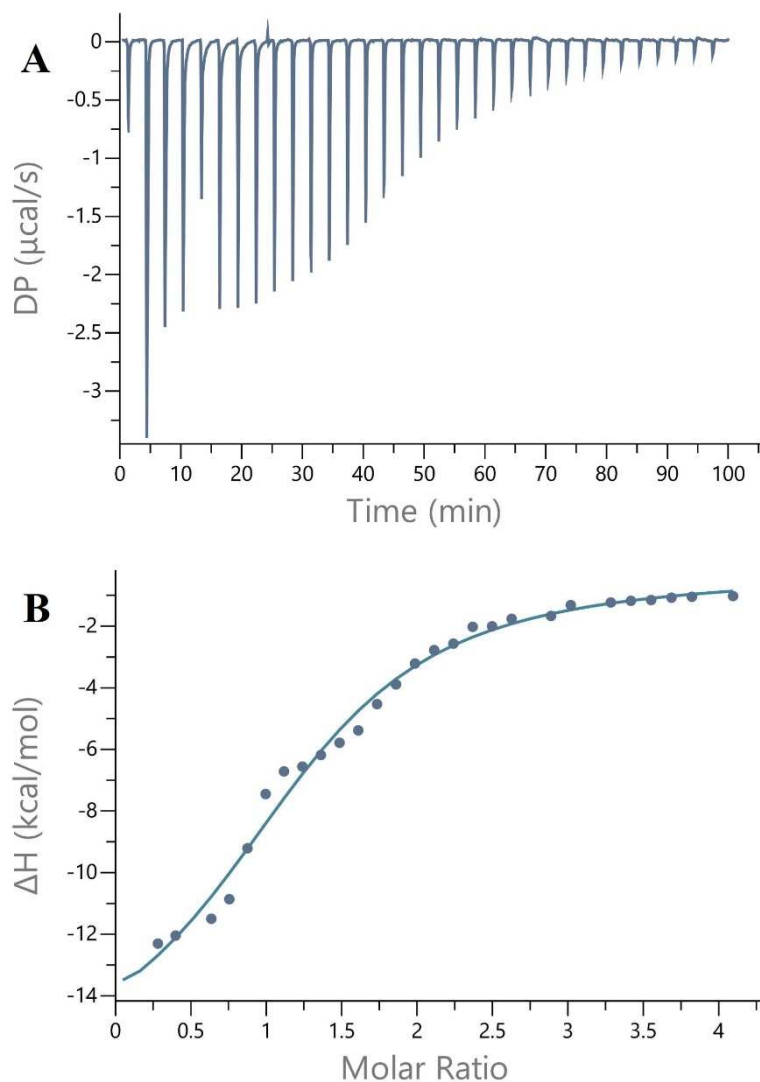 A
0
-0.5
-1
-1.5
-2
-2.5
-3
DP (μcal/s)
0 10 20 30 40 50 60 70 80 90 100
Time (min)
B
-2
-4
-6
-8
-10
-12
-14
ΔH (kcal/mol)
0 0.5 1 1.5 2 2.5 3 3.5 4
Molar Ratio